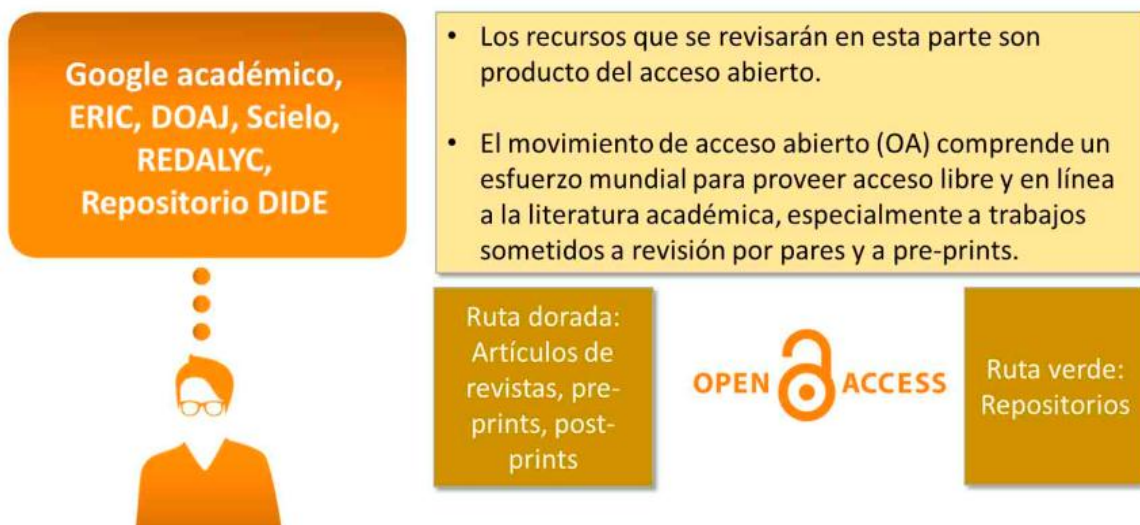 Google académico,
ERIC, DOAJ, Scielo,
REDALYC,
Repositorio DIDE
• Los recursos que se revisarán en esta parte son
producto del acceso abierto.
• El movimiento de acceso abierto (OA) comprende un
esfuerzo mundial para proveer acceso libre y en línea
a la literatura académica, especialmente a trabajos
sometidos a revisión por pares y a pre-prints.
Ruta dorada:
Artículos de
revistas, pre-
prints, post-
prints
OPEN ACCESS
Ruta verde:
Repositorios